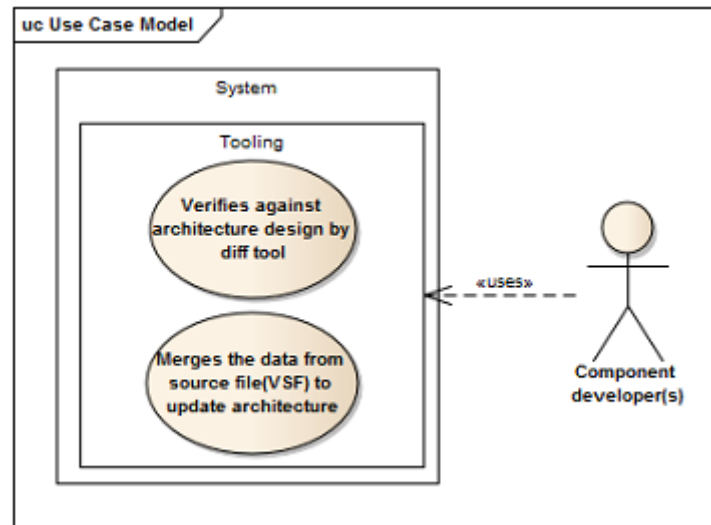 uc Use Case Model
System
Tooling
Verifies against
architecture design by
diff tool
«uses»
Merges the data from
source file(VSF) to
update architecture
Component
developer(s)